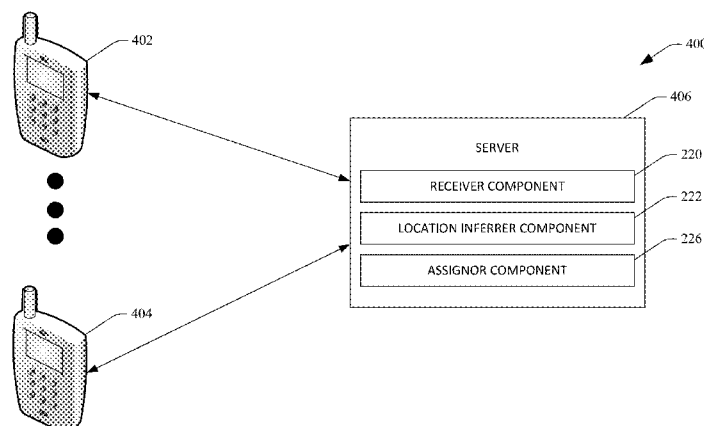 402
400
406
SERVER
220
RECEIVER COMPONENT
222
LOCATION INFERRER COMPONENT
226
ASSIGNOR COMPONENT
404